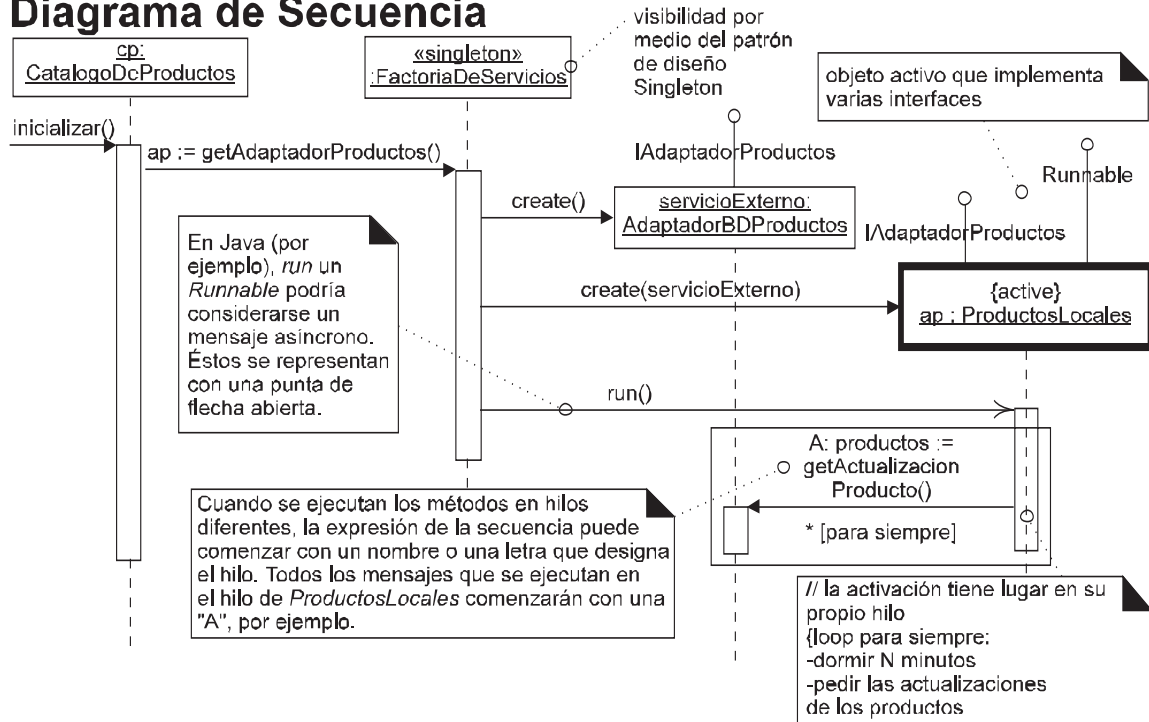 Diagrama de Secuencia
cp:
CatalogoDeProductos
«singleton»
:FactoriaDeServicios
visibilidad por
medio del patrón
de diseño
Singleton
objeto activo que implementa
varias interfaces
inicializar()
ap := getAdaptadorProductos()
IAdaptadorProductos
Runnable
create()
servicioExterno:
AdaptadorBDProductos
IAdaptadorProductos
En Java (por
ejemplo), run un
Runnable podría
considerarse un
mensaje asíncrono.
Éstos se representan
con una punta de
flecha abierta.
create(servicioExterno)
{active}
ap : ProductosLocales
run()
A: productos :=
getActualizacion
Producto()
* [para siempre]
Cuando se ejecutan los métodos en hilos
diferentes, la expresión de la secuencia puede
comenzar con un nombre o una letra que designa
el hilo. Todos los mensajes que se ejecutan en
el hilo de ProductosLocales comenzarán con una
"A", por ejemplo.
// la activación tiene lugar en su
propio hilo
{loop para siempre:
-dormir N minutos
-pedir las actualizaciones
de los productos